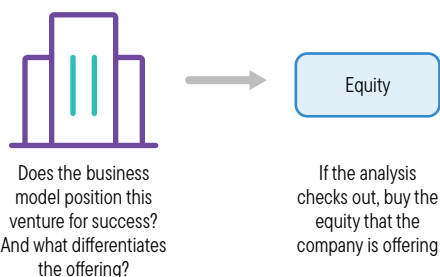 Equity
Does the business
model position this
venture for success?
And what differentiates
the offering?
If the analysis
checks out, buy the
equity that the
company is offering